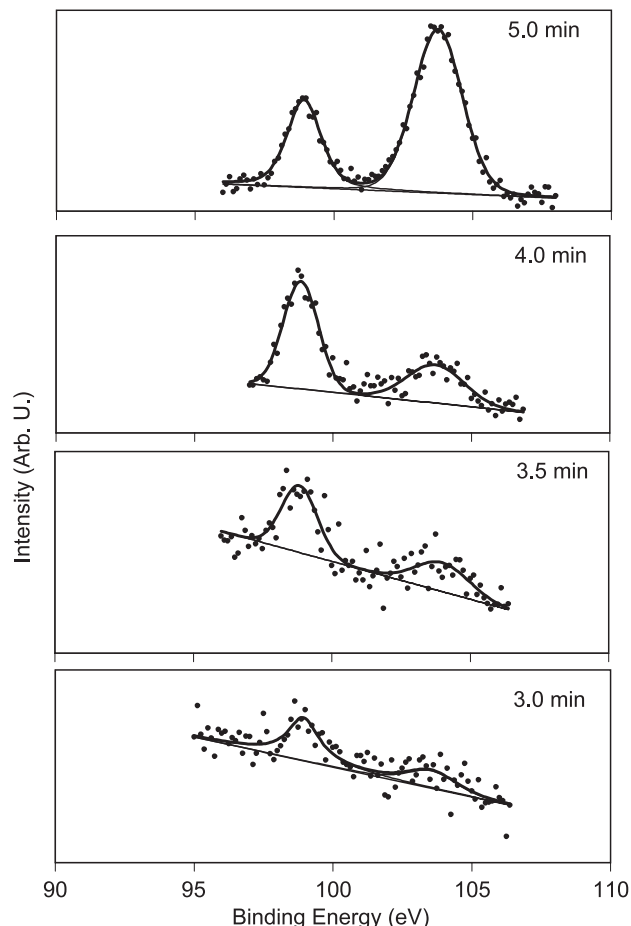 5.0 min
4.0 min
3.5 min
3.0 min
Intensity (Arb. U.)
90 95 100 105 110
Binding Energy (eV)